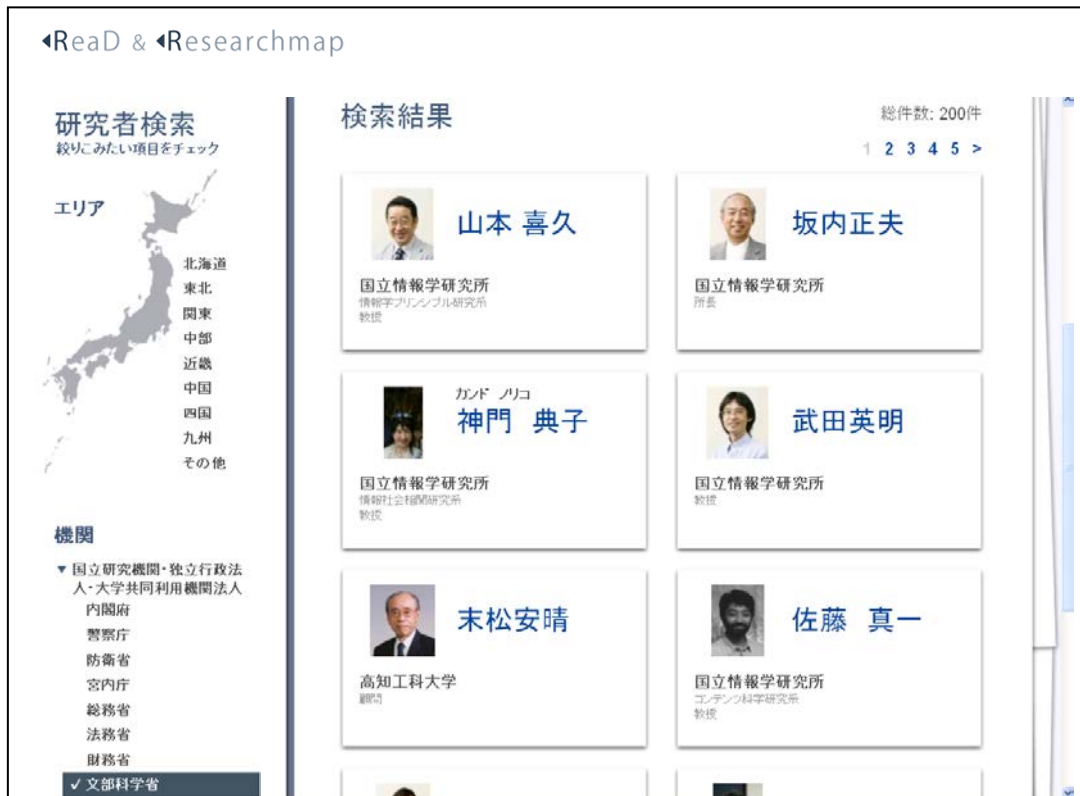 ReaD & Researchmap
研究者検索
絞りこみたい項目をチェック
エリア
北海道
東北
関東
中部
近畿
中国
四国
九州
その他
機関
▼ 国立研究機関・独立行政法
人・大学共同利用機関法人
内閣府
警察庁
防衛省
宮内庁
総務省
法務省
財務省
✓ 文部科学省
検索結果
総件数: 200件
1 2 3 4 5 >
山本 喜久
国立情報学研究所
情報学プリンシプル研究系
教授
坂内正夫
国立情報学研究所
所長
カンド ノリコ
神門 典子
国立情報学研究所
情報社会相関研究系
教授
武田英明
国立情報学研究所
教授
末松安晴
高知工科大学
顧問
佐藤 真一
国立情報学研究所
コンテンツ科学研究系
教授